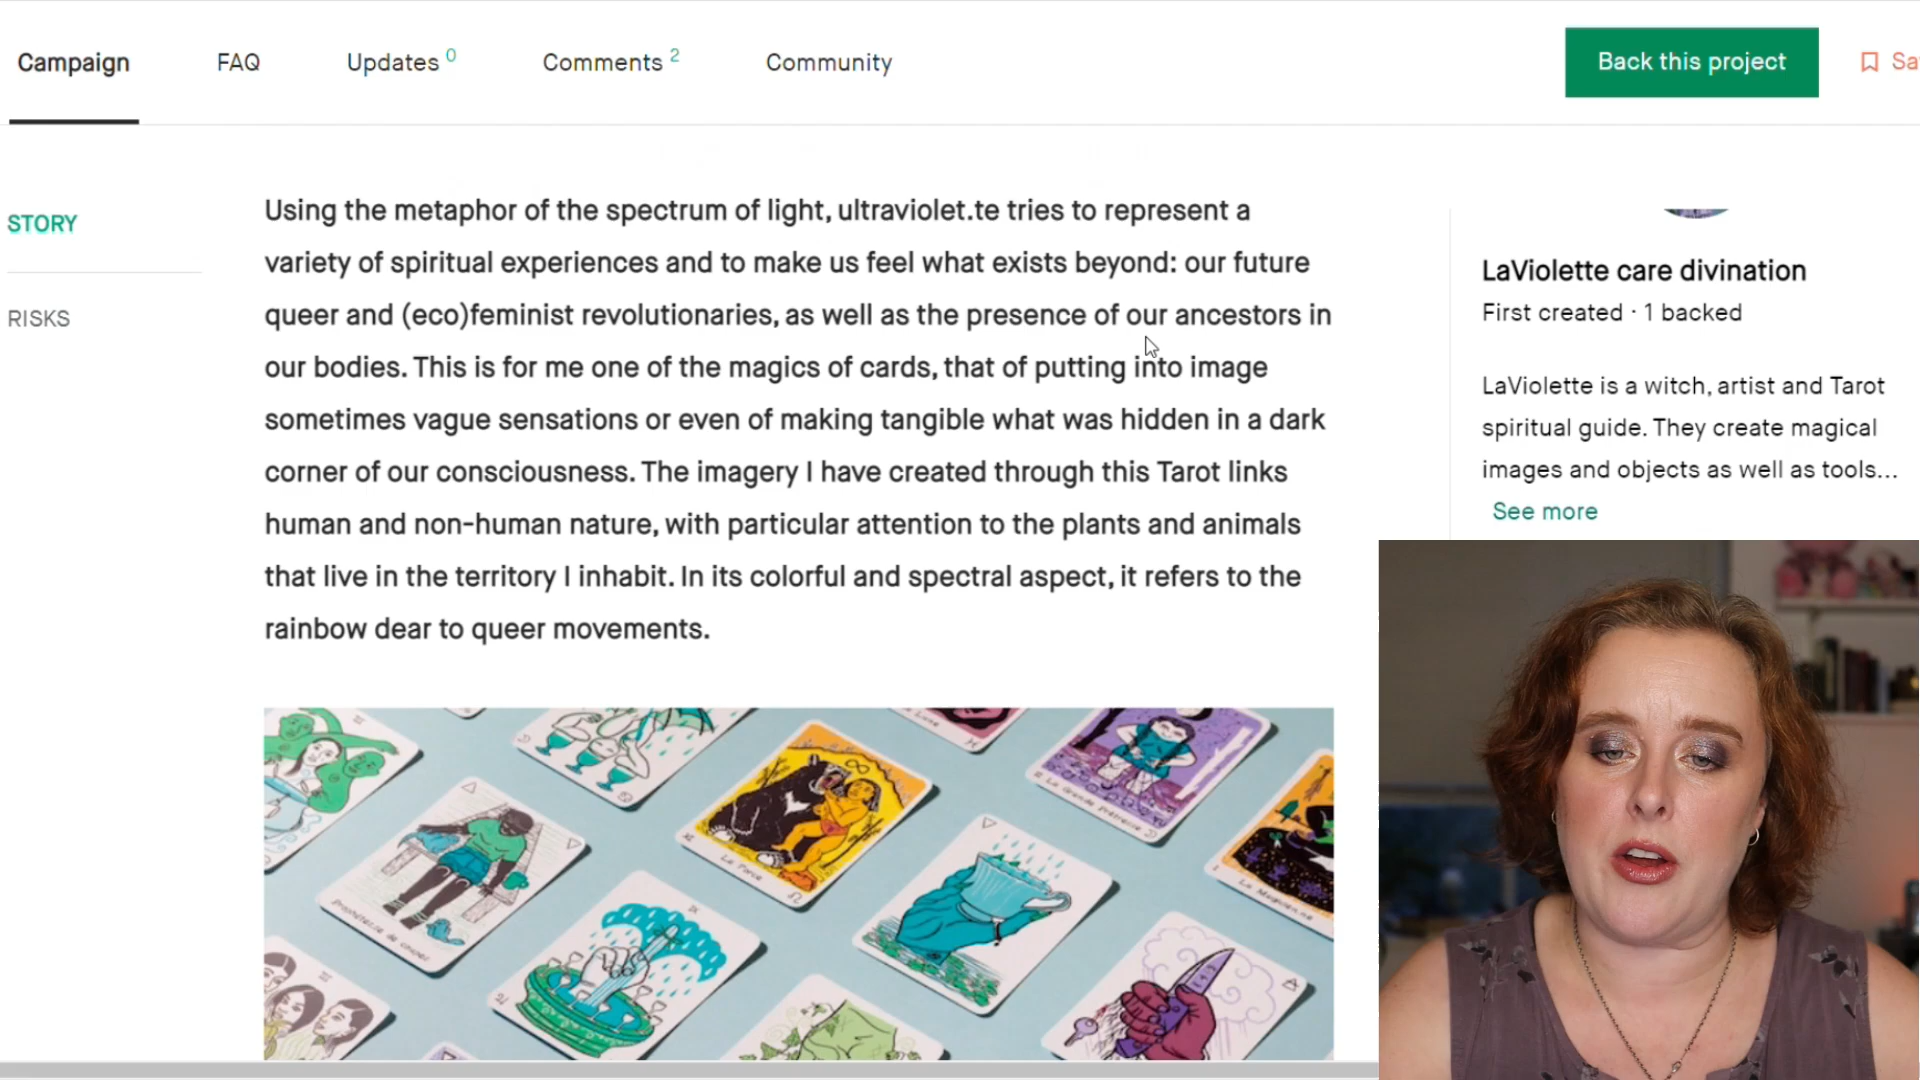 Campaign
FAQ
Updates 0
Comments 2
Community
Back this project
STORY
RISKS
Using the metaphor of the spectrum of light, ultraviolet.te tries to represent a
variety of spiritual experiences and to make us feel what exists beyond: our future
queer and (eco)feminist revolutionaries, as well as the presence of our ancestors in
our bodies. This is for me one of the magics of cards, that of putting into image
sometimes vague sensations or even of making tangible what was hidden in a dark
corner of our consciousness. The imagery I have created through this Tarot links
human and non-human nature, with particular attention to the plants and animals
that live in the territory I inhabit. In its colorful and spectral aspect, it refers to the
rainbow dear to queer movements.
LaViolette care divination
First created · 1 backed
LaViolette is a witch, artist and Tarot
spiritual guide. They create magical
images and objects as well as tools...
See more
La Force
La Grande Prêtresse